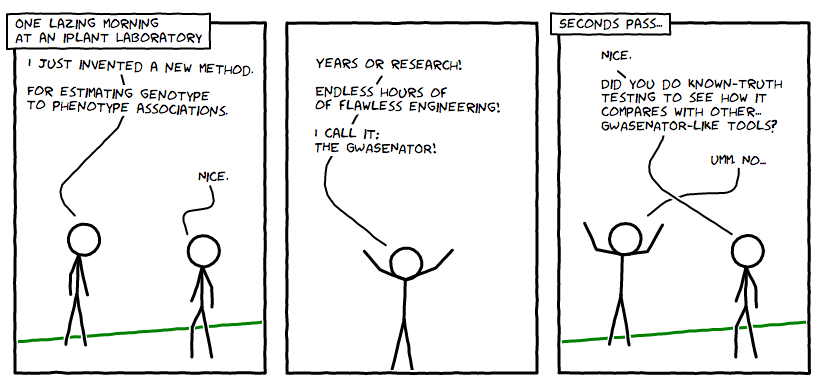 ONE LAZING MORNING
AT AN IPLANT LABORATORY
I JUST INVENTED A NEW METHOD.
FOR ESTIMATING GENOTYPE
TO PHENOTYPE ASSOCIATIONS.
NICE.
YEARS OR RESEARCH!
ENDLESS HOURS OF
OF FLAWLESS ENGINEERING!
I CALL IT:
THE GWASENATOR!
SECONDS PASS...
NICE.
DID YOU DO KNOWN-TRUTH
TESTING TO SEE HOW IT
COMPARES WITH OTHER...
GWASENATOR-LIKE TOOLS?
UMM. NO...